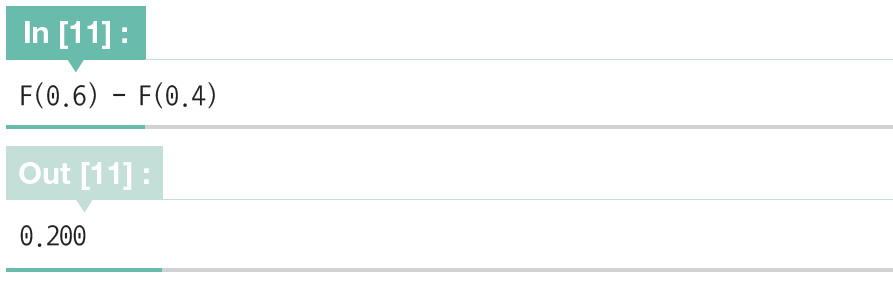 In [11] :
F(0.6) − F(0.4)
Out [11] :
0.200